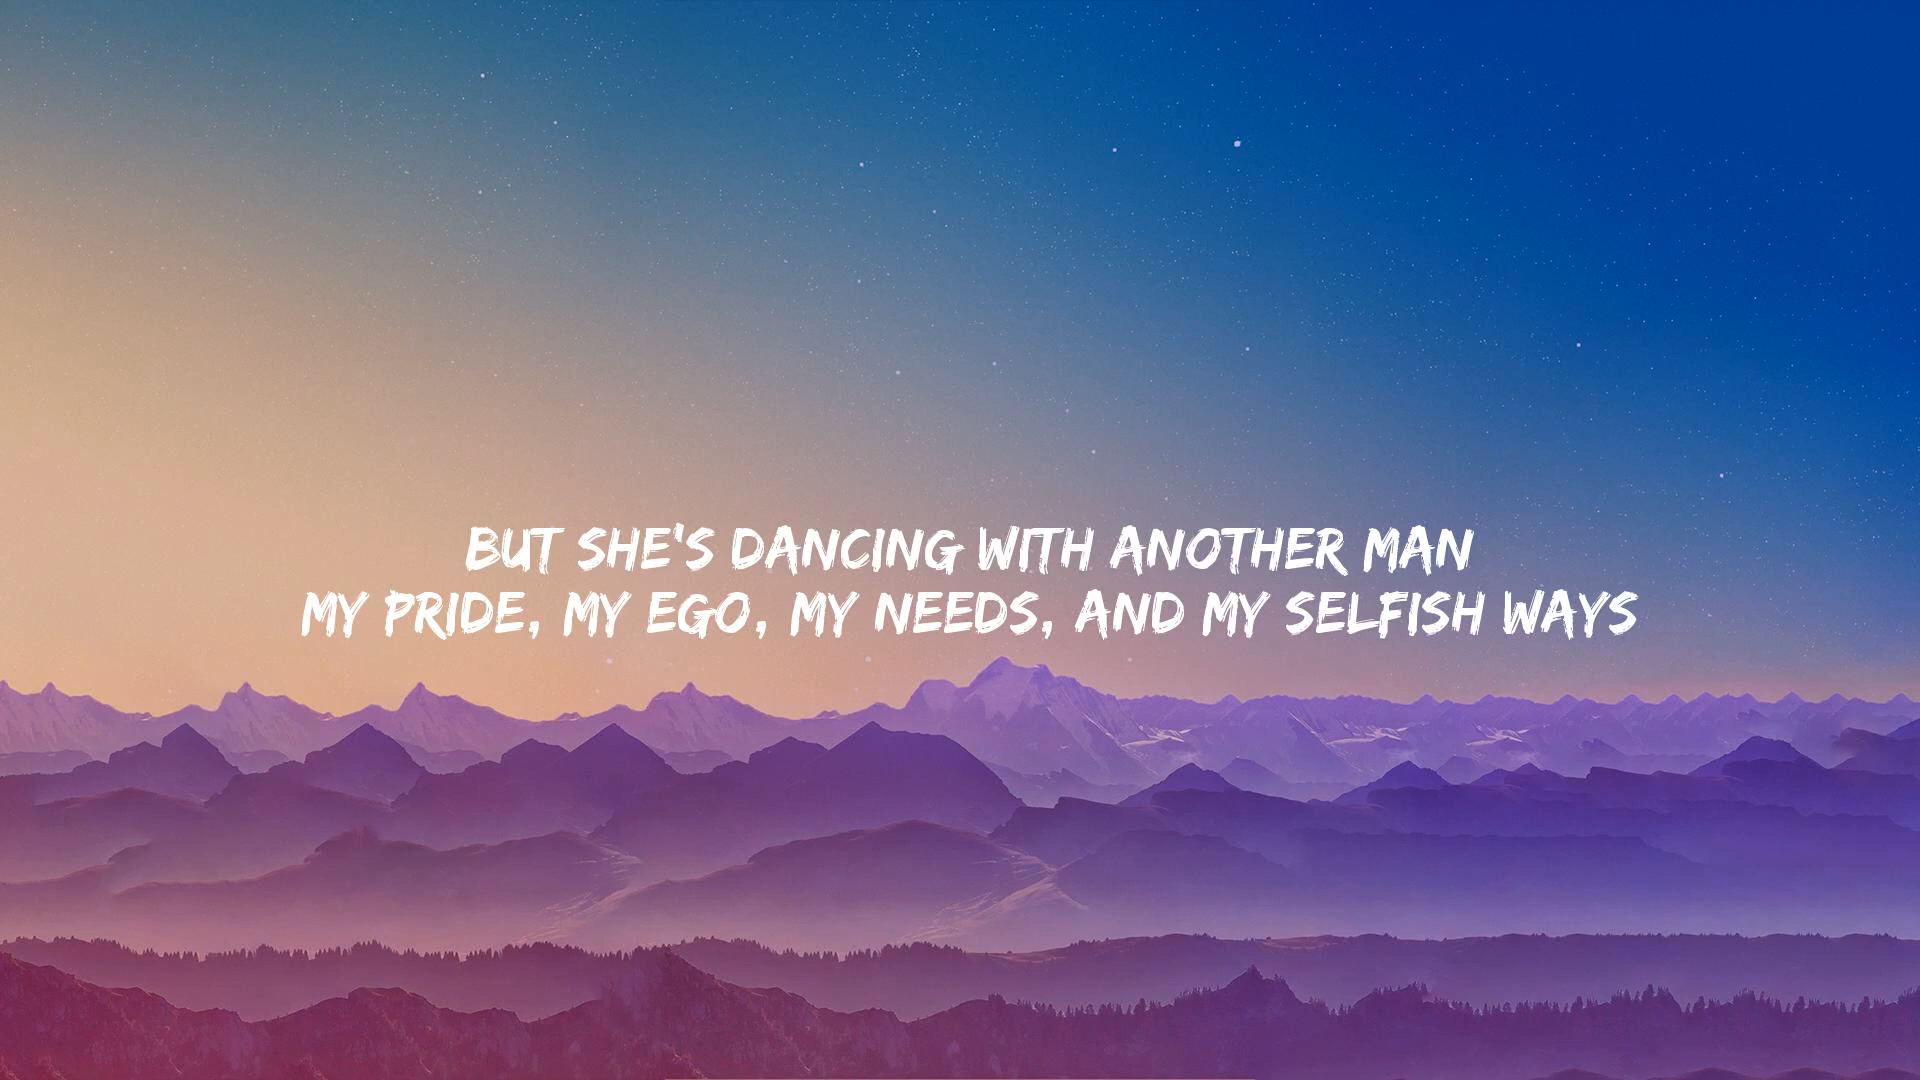 BUT SHE'S DANCING WITH ANOTHER MAN
MY PRIDE, MY EGO, MY NEEDS, AND MY SELFISH WAYS